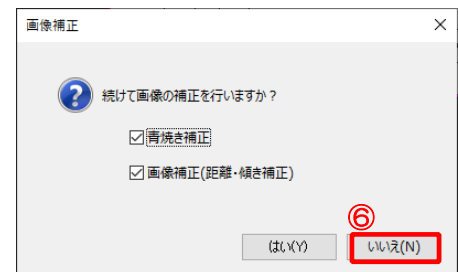 画像補正
続けて画像の補正を行いますか？
青焼き補正
画像補正(距離・傾き補正)
⑥
はい(Y) いいえ(N)